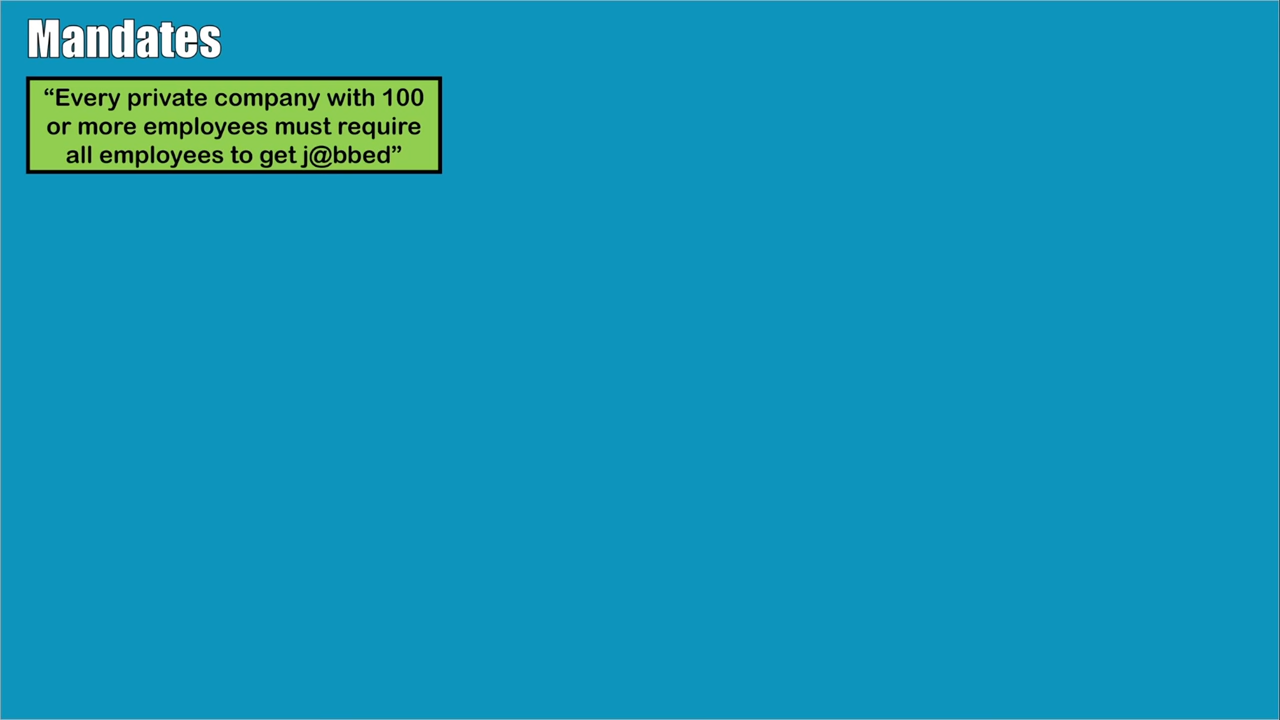 Mandates
“Every private company with 100
or more employees must require
all employees to get j@bbed”